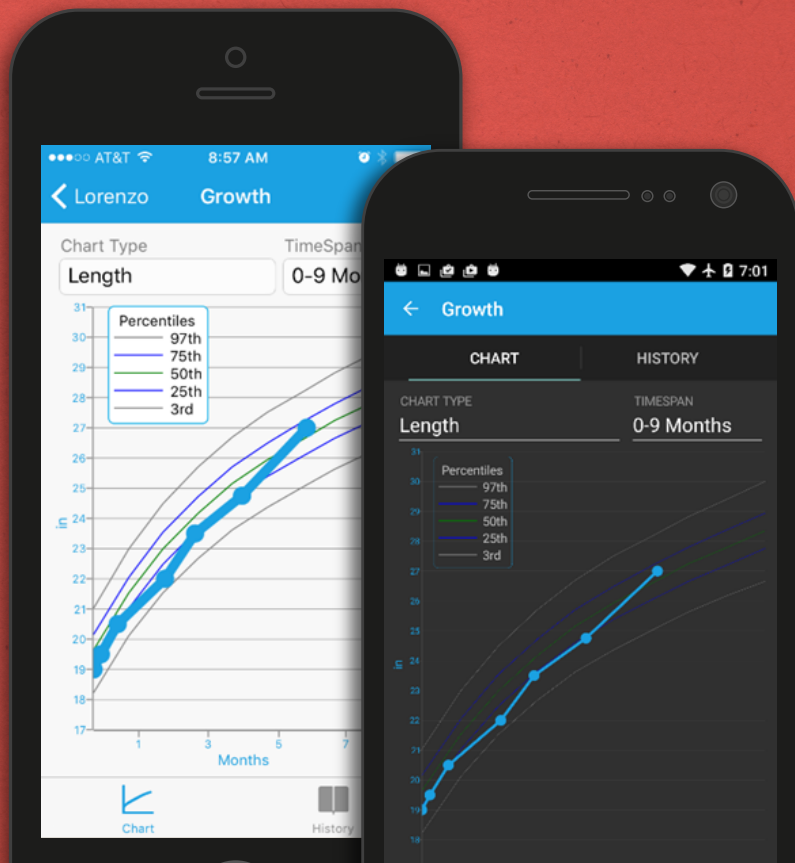 AT&T 8:57 AM
Lorenzo Growth
Chart Type TimeSpan
Length 0-9 Mo
31
Percentiles
97th
75th
50th
25th
3rd
30
29
28
27
26
25
24
23
22
21
20
19
18
17
in
1 3 5 7
Months
Chart History
7:01
Growth
CHART HISTORY
CHART TYPE TIMESPAN
Length 0-9 Months
31
Percentiles
97th
75th
50th
25th
3rd
30
29
28
27
26
25
24
23
22
21
20
19
18
in